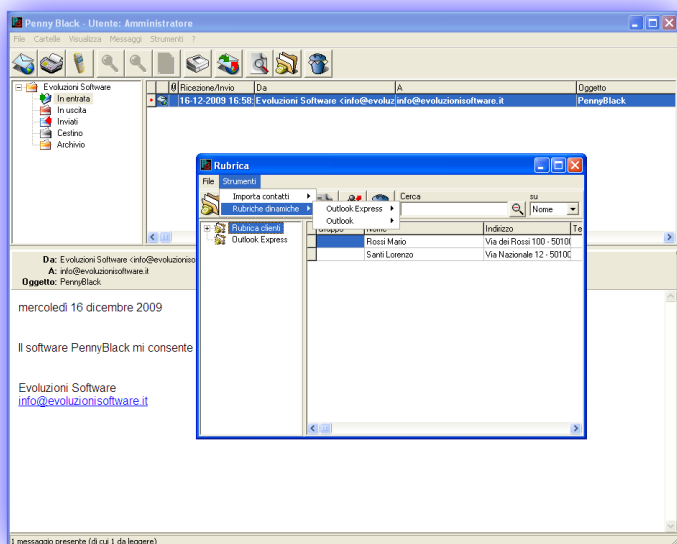 Penny Black - Utente: Amministratore
File Cartelle Visualizza Messaggi Strumenti ?
Evoluzioni Software
In entrata
In uscita
Inviati
Cestino
Archivio
Ricezione/Invio Da A Oggetto
16-12-2009 16:58: Evoluzioni Software <info@evoluz info@evoluzionisoftware.it PennyBlack
Rubrica
File Strumenti
Importa contatti
Rubriche dinamiche
Outlook Express
Outlook
Cerca su
Nome
Rubrica clienti
Outlook Express
Gruppo Nome Indirizzo Te
Rossi Mario Via dei Rossi 100 - 5010
Santi Lorenzo Via Nazionale 12 - 50100
Da: Evoluzioni Software <info@evoluzioniso
A: info@evoluzionisoftware.it
Oggetto: PennyBlack
mercoledì 16 dicembre 2009
Il software PennyBlack mi consente
Evoluzioni Software
info@evoluzionisoftware.it
1 messaggio presente (di cui 1 da leggere)